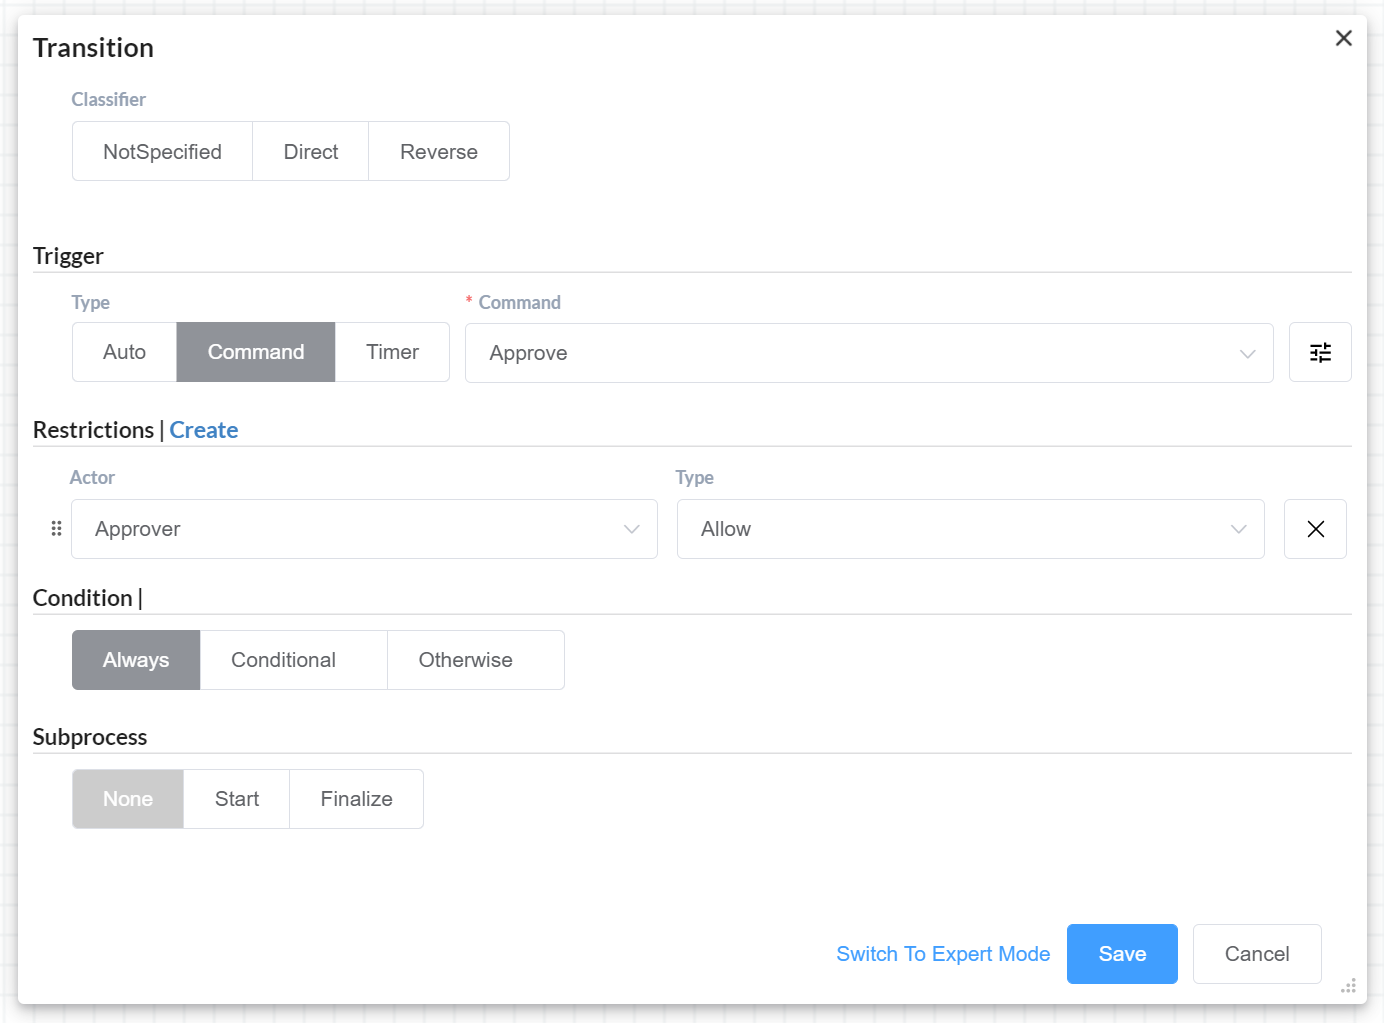 Transition
Classifier
NotSpecified Direct Reverse
Trigger
Type * Command
Auto Command Timer Approve
Restrictions | Create
Actor Type
Approver Allow
Condition |
Always Conditional Otherwise
Subprocess
None Start Finalize
Switch To Expert Mode Save Cancel